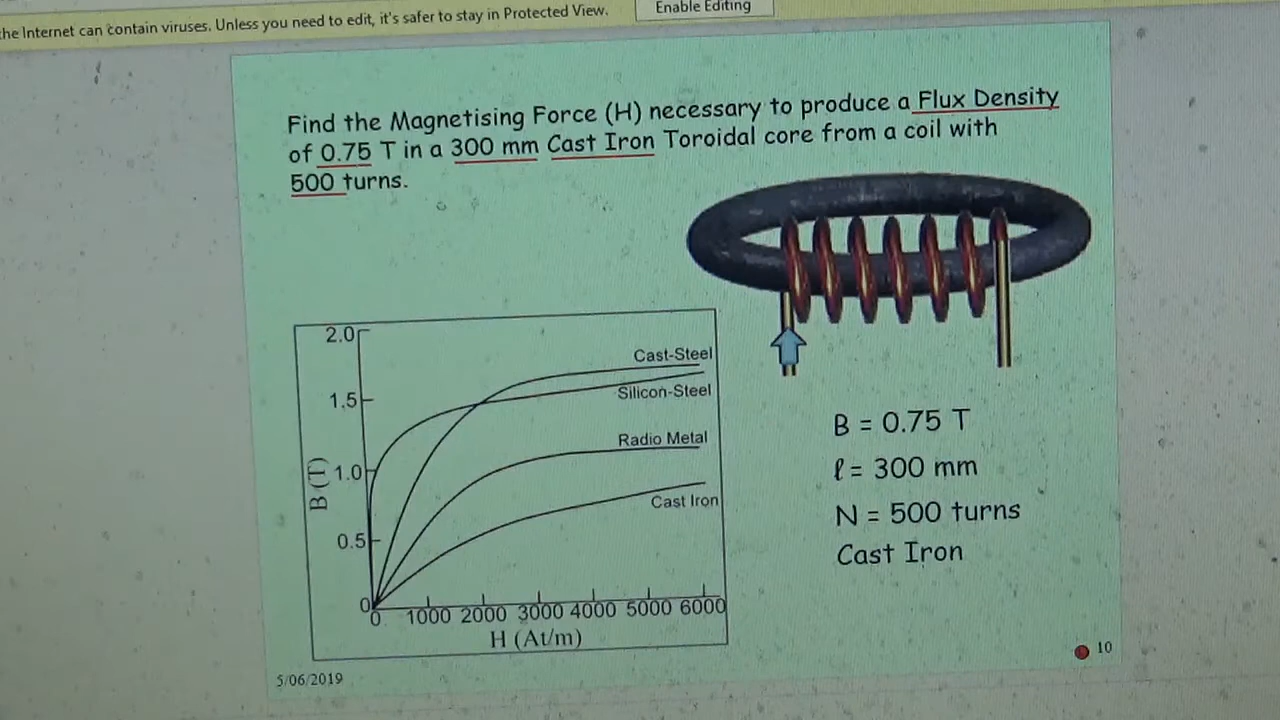 the Internet can contain viruses. Unless you need to edit, it's safer to stay in Protected View.
Enable Editing
Find the Magnetising Force (H) necessary to produce a Flux Density
of 0.75 T in a 300 mm Cast Iron Toroidal core from a coil with
500 turns.
2.0
1.5
1.0
0.5
0
B (T)
Cast-Steel
Silicon-Steel
Radio Metal
Cast Iron
0 1000 2000 3000 4000 5000 6000
H (At/m)
B = 0.75 T
ℓ = 300 mm
N = 500 turns
Cast Iron
5/06/2019
10